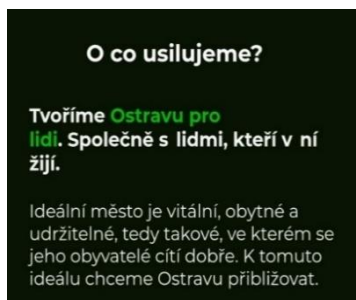 O co usilujeme?
Tvoříme Ostravu pro
lidi. Společně s lidmi, kteří v ní
žijí.
Ideální město je vitální, obytné a
udržitelné, tedy takové, ve kterém se
jeho obyvatelé cítí dobře. K tomuto
ideálu chceme Ostravu přibližovat.